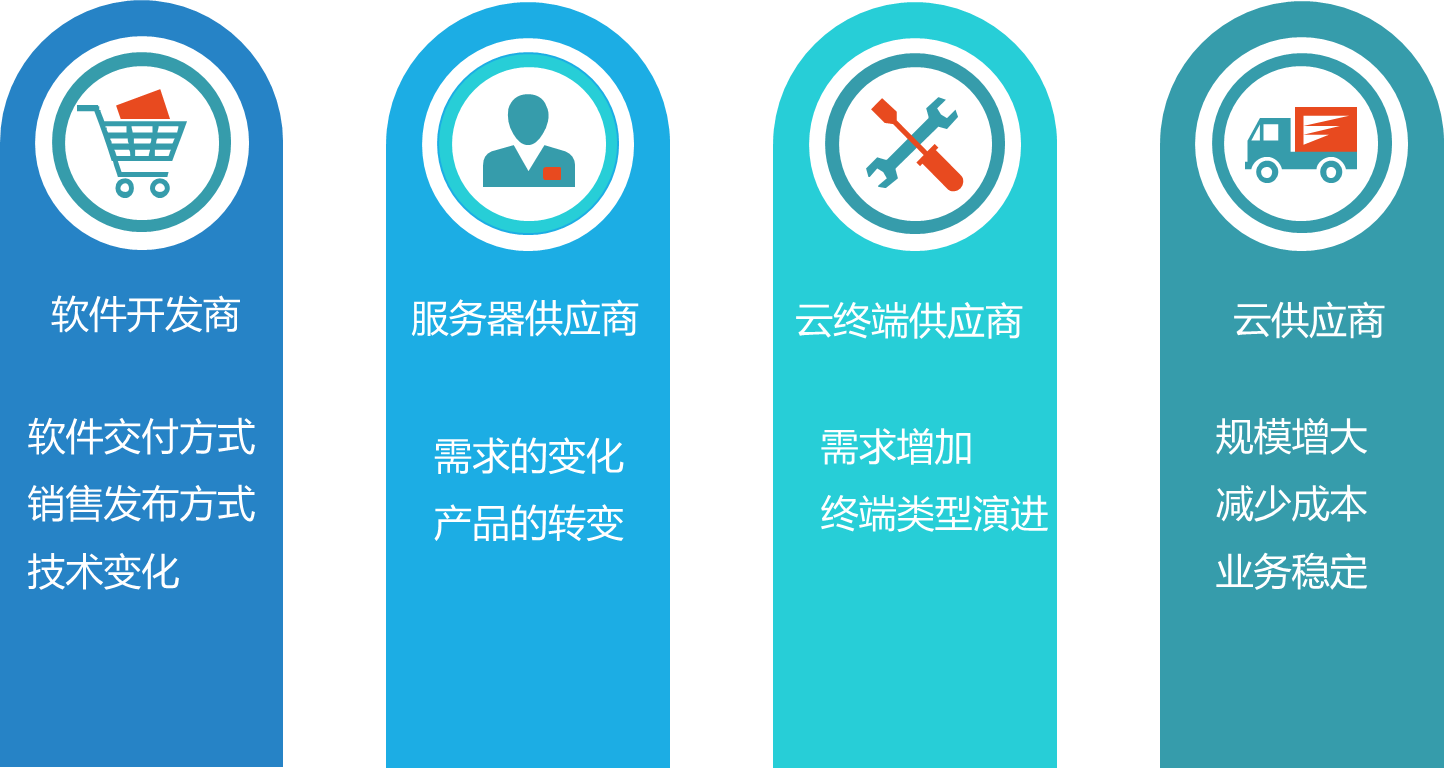 软件开发商
软件交付方式
销售发布方式
技术变化
服务器供应商
需求的变化
产品的转变
云终端供应商
需求增加
终端类型演进
云供应商
规模增大
减少成本
业务稳定